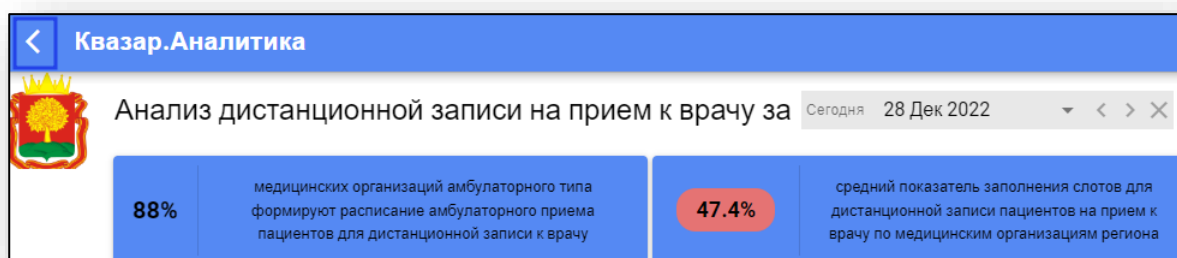 Квазар.Аналитика
Анализ дистанционной записи на прием к врачу за Сегодня 28 Дек 2022
88%
медицинских организаций амбулаторного типа
формируют расписание амбулаторного приема
пациентов для дистанционной записи к врачу
47.4%
средний показатель заполнения слотов для
дистанционной записи пациентов на прием к
врачу по медицинским организациям региона